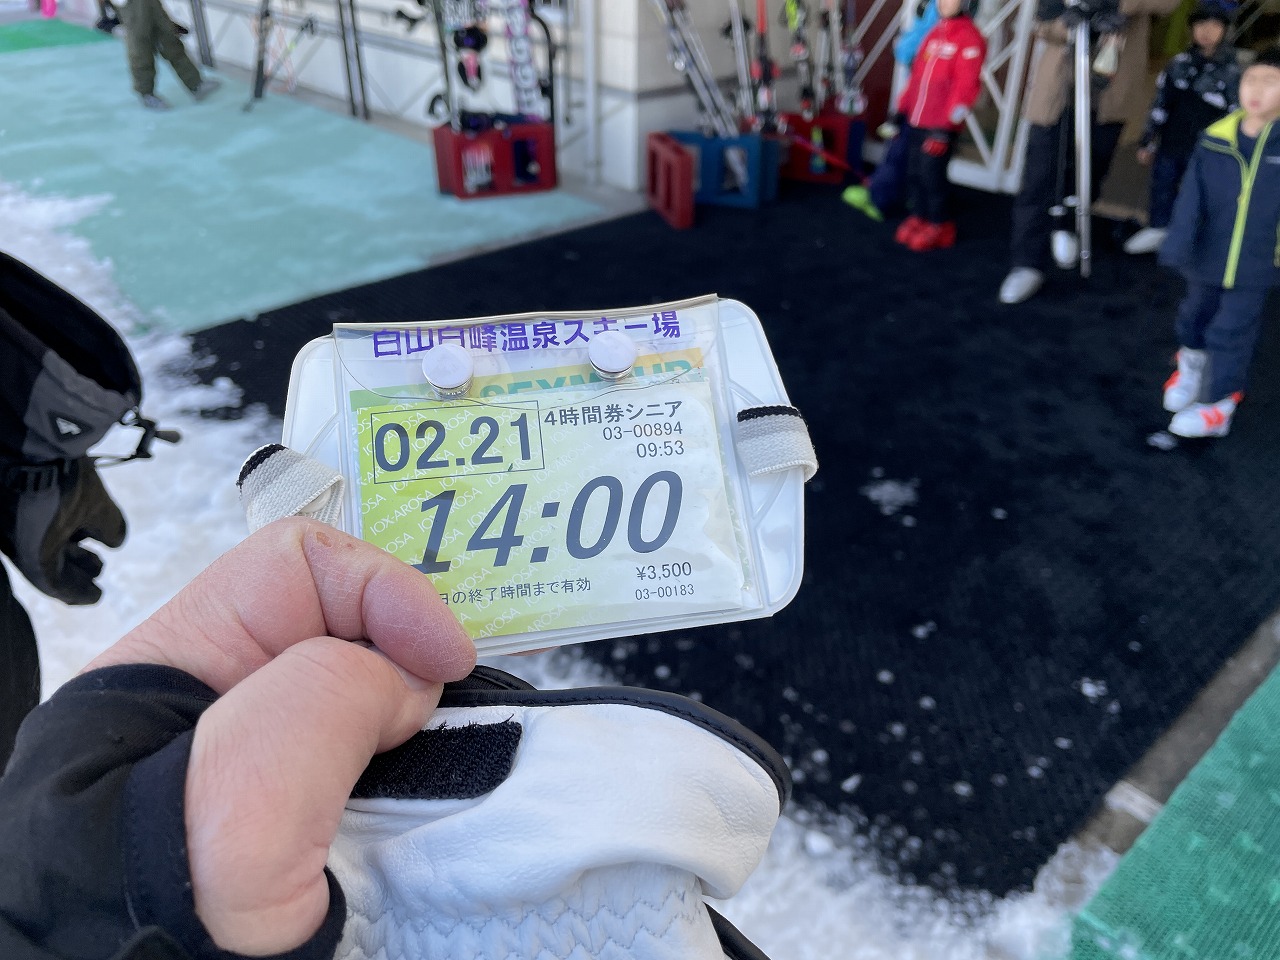 白山白峰温泉スキー場
02.21
4時間券シニア
03-00894
09:53
14:00
日の終了時間まで有効
¥3,500
03-00183
IOX-AROSA